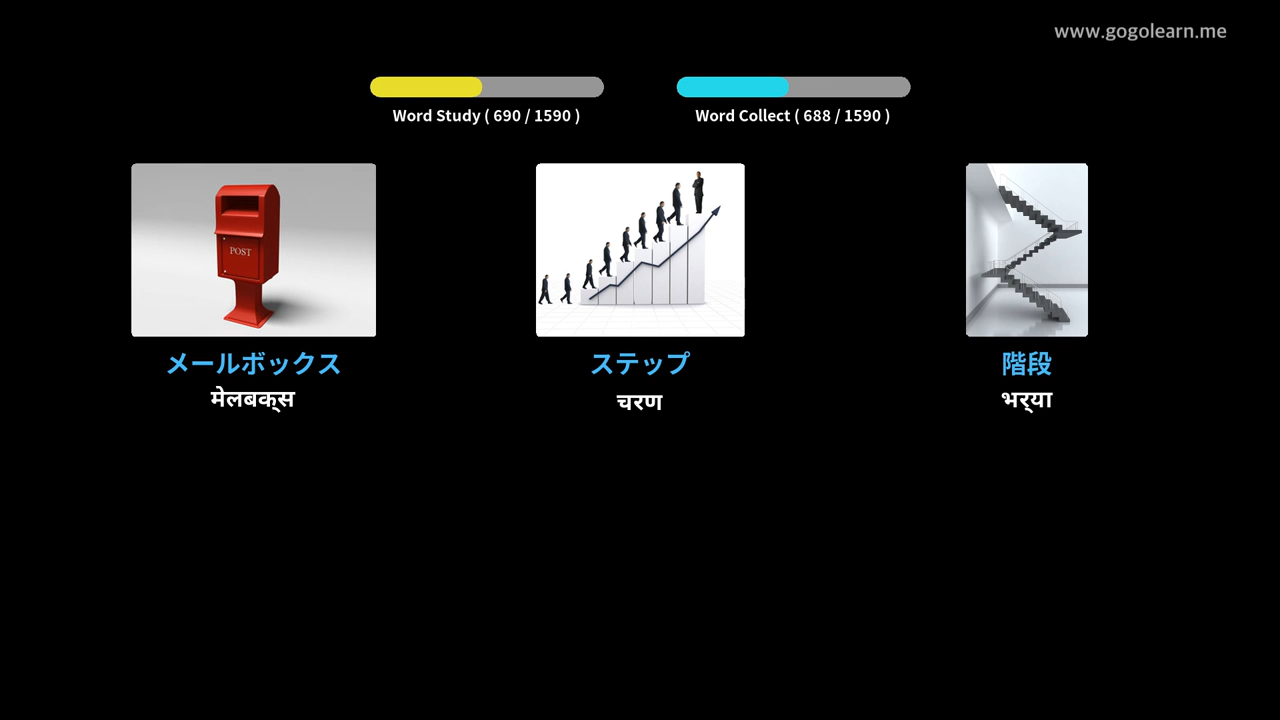 www.gogolearn.me
Word Study ( 690 / 1590 )
Word Collect ( 688 / 1590 )
POST
メールボックス
ステップ
階段
मेलबक्स
चरण
भर्‍या